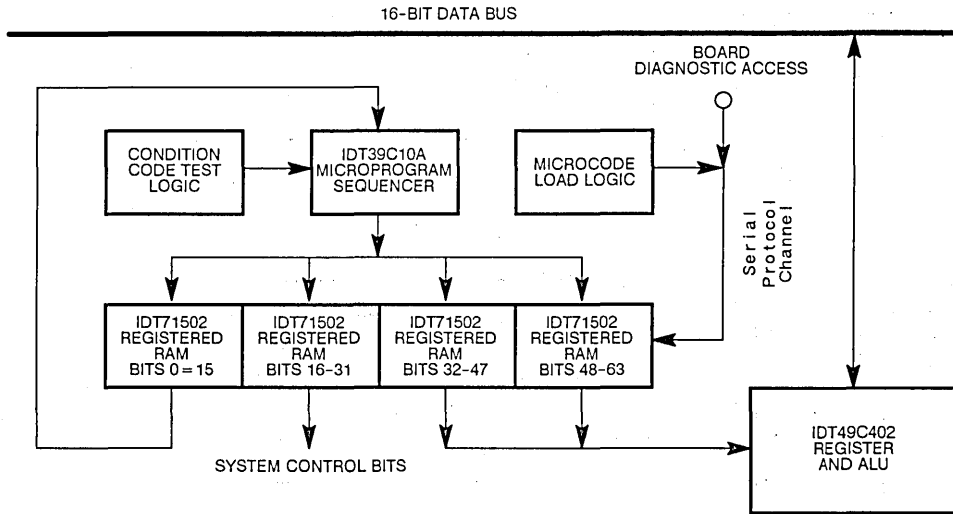 16-BIT DATA BUS
BOARD
DIAGNOSTIC ACCESS
CONDITION
CODE TEST
LOGIC
IDT39C10A
MICROPROGRAM
SEQUENCER
MICROCODE
LOAD LOGIC
Serial
Protocol
Channel
IDT71502
REGISTERED
RAM
BITS 0=15
IDT71502
REGISTERED
RAM
BITS 16-31
IDT71502
REGISTERED
RAM
BITS 32-47
IDT71502
REGISTERED
RAM
BITS 48-63
SYSTEM CONTROL BITS
IDT49C402
REGISTER
AND ALU